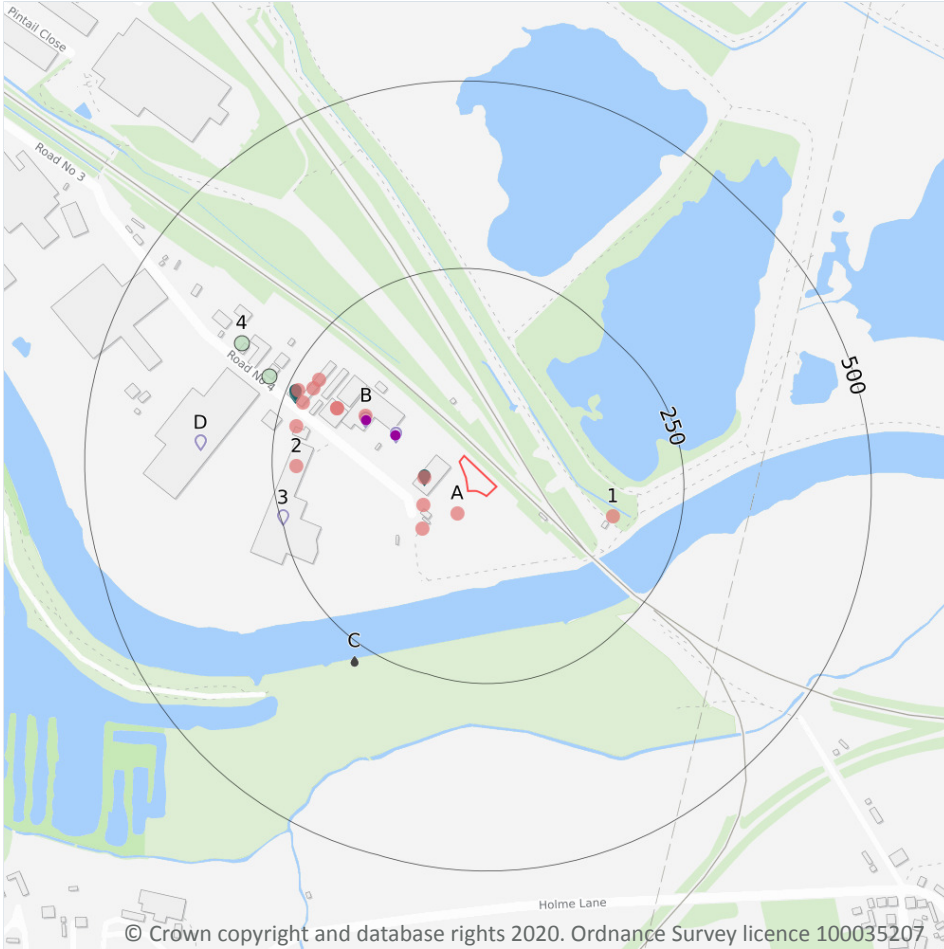 Pintail Close
Road No 3
500
4
Road No 4
B
250
D
2
A
1
3
C
Holme Lane
© Crown copyright and database rights 2020. Ordnance Survey licence 100035207.